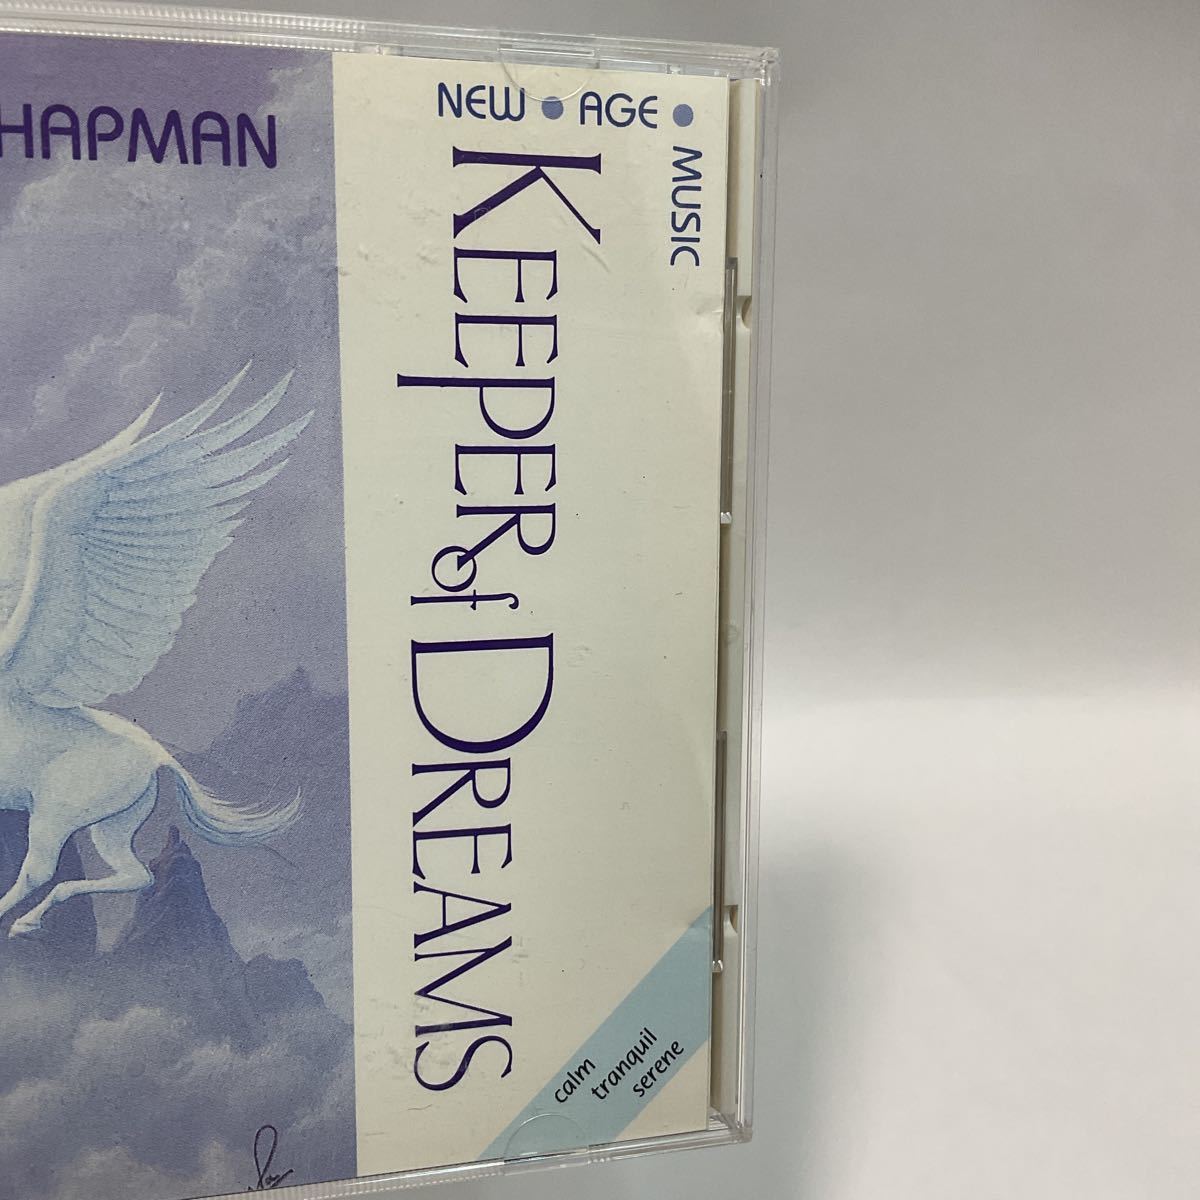 HAPMAN
NEW • AGE •
MUSIC
KEEPER of DREAMS
calm
tranquil
serene